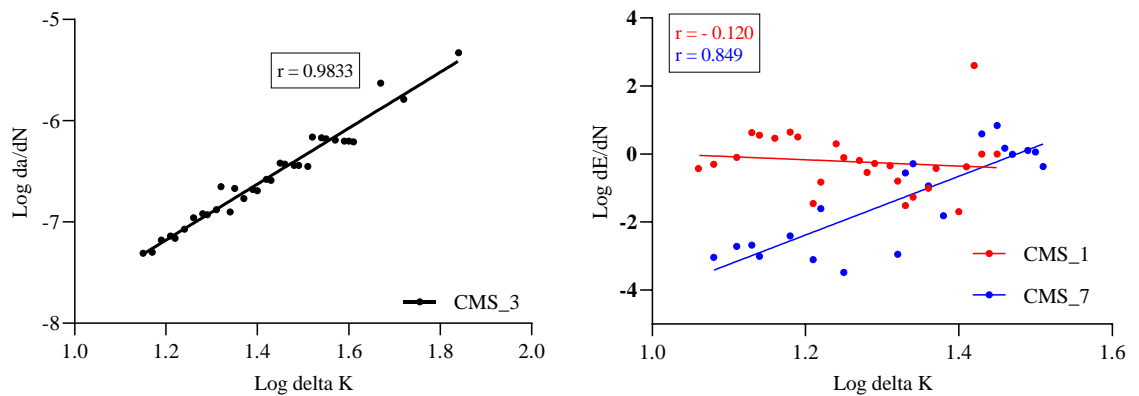 -5
-6
-7
-8
Log da/dN
r = 0.9833
CMS_3
1.0
1.2
1.4
1.6
1.8
2.0
Log delta K
4
2
0
-2
-4
Log dE/dN
r = - 0.120
r = 0.849
CMS_1
CMS_7
1.0
1.2
1.4
1.6
Log delta K